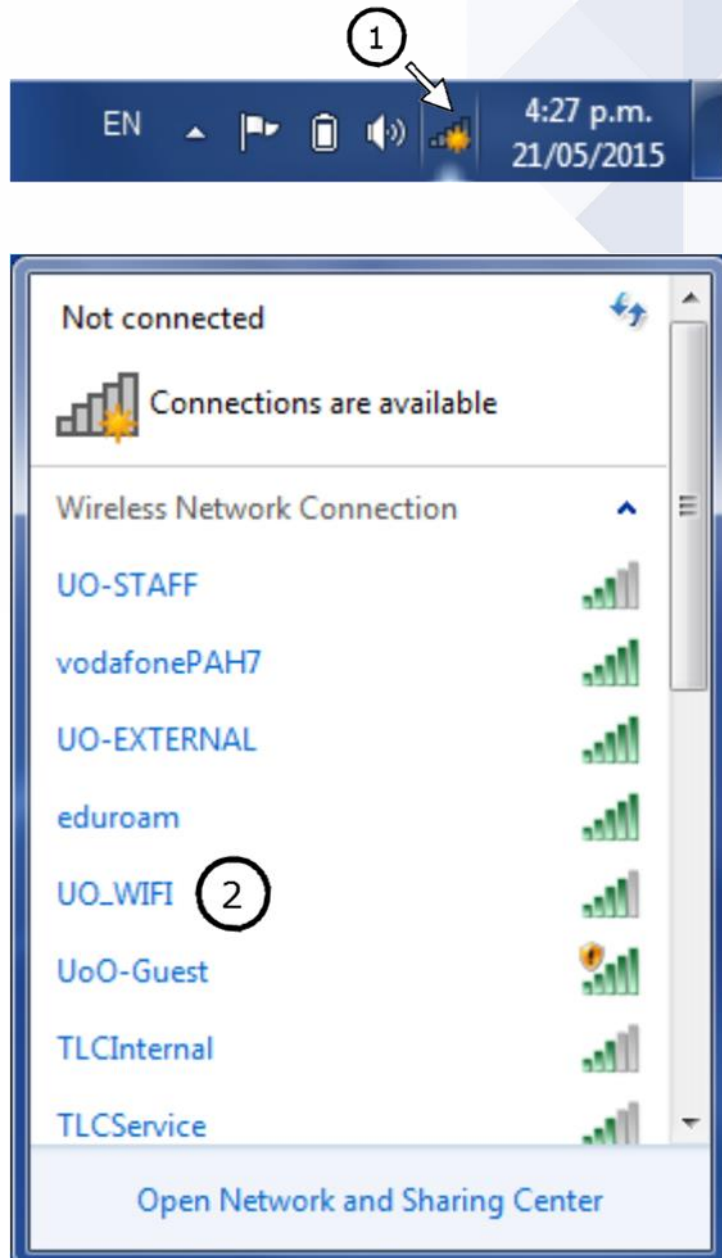 1
EN
4:27 p.m.
21/05/2015
Not connected
Connections are available
Wireless Network Connection
UO-STAFF
vodafonePAH7
UO-EXTERNAL
eduroam
UO_WIFI 2
UoO-Guest
TLCInternal
TLCService
Open Network and Sharing Center